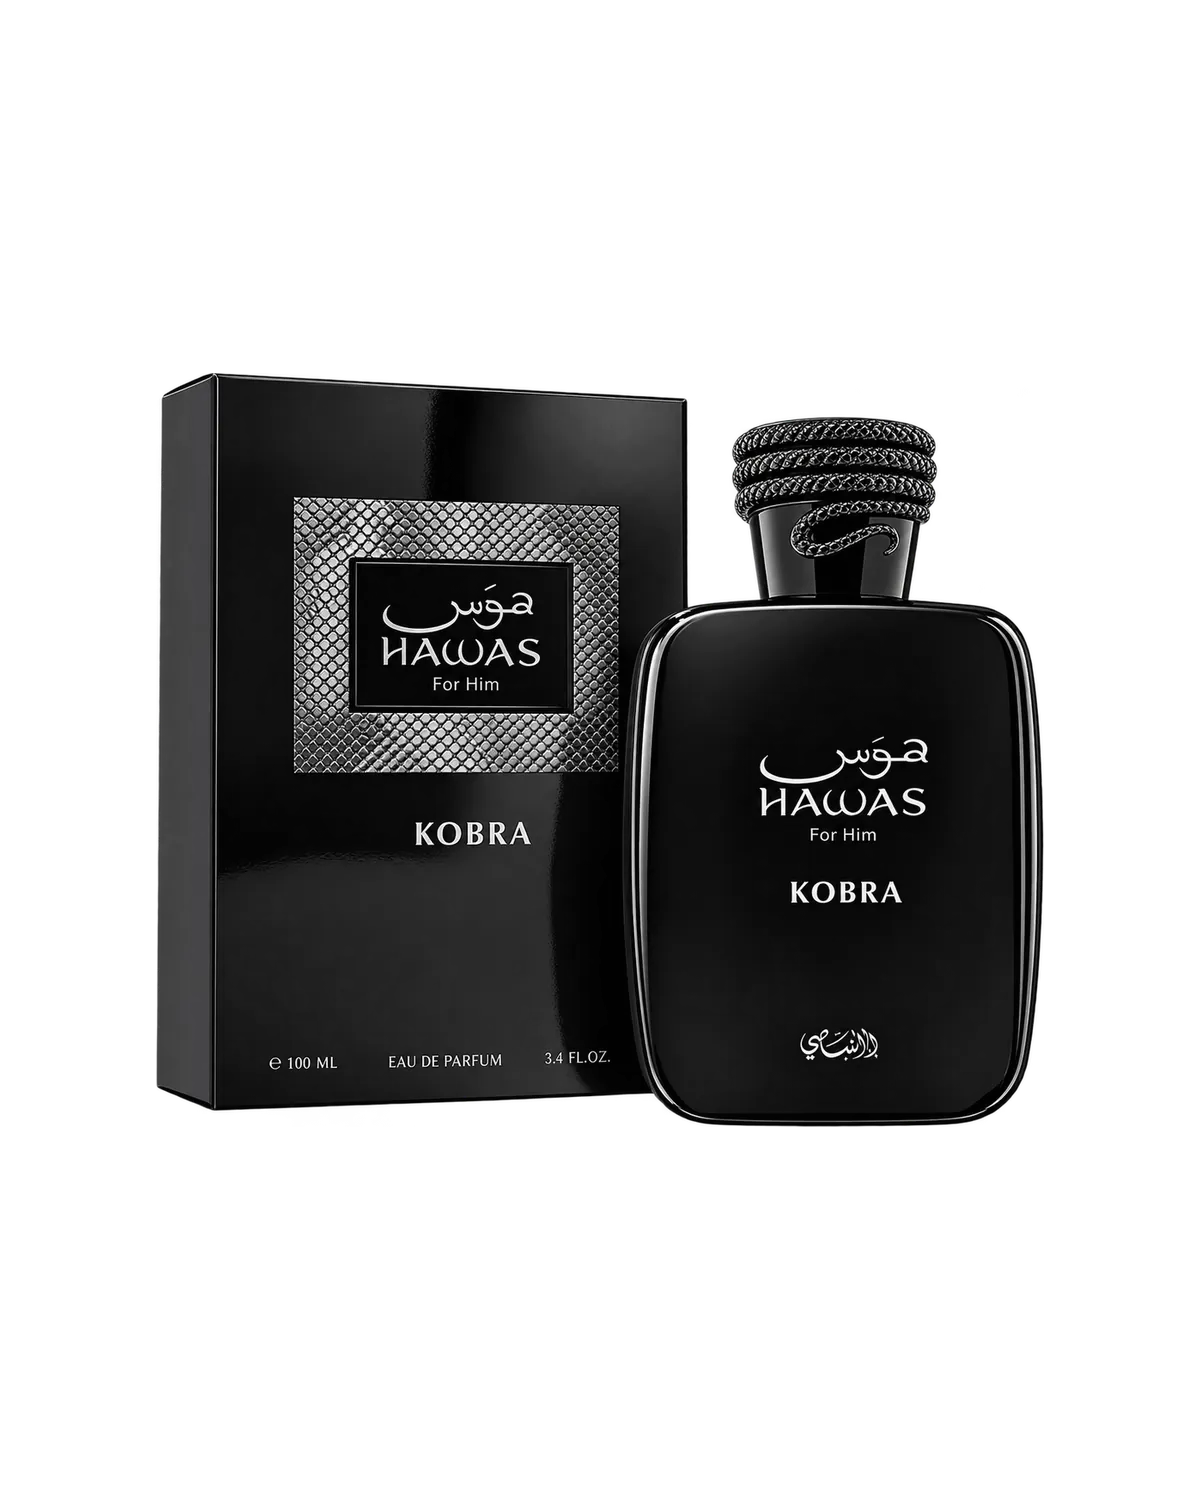 هوَس
HAWAS
For Him
KOBRA
℮ 100 ML
EAU DE PARFUM
3.4 FL.OZ.
هوَس
HAWAS
For Him
KOBRA